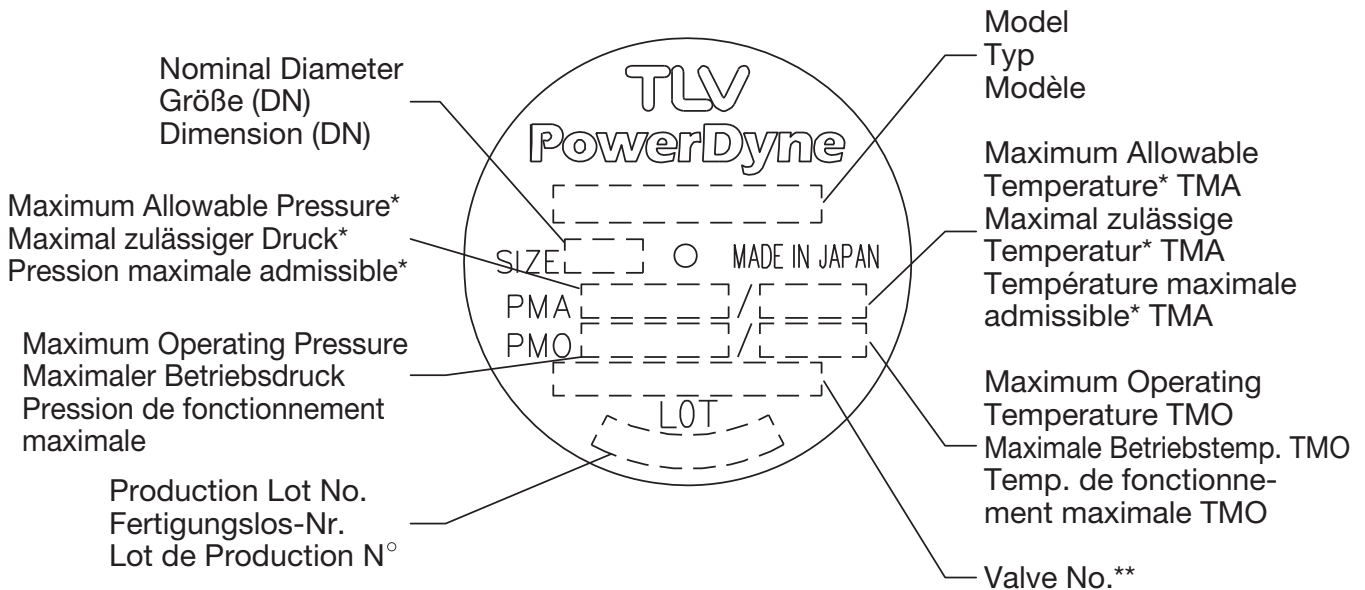 Nominal Diameter
Größe (DN)
Dimension (DN)
Maximum Allowable Pressure*
Maximal zulässiger Druck*
Pression maximale admissible*
Maximum Operating Pressure
Maximaler Betriebsdruck
Pression de fonctionnement
maximale
Production Lot No.
Fertigungslos-Nr.
Lot de Production N°
TLV
PowerDyne
SIZE MADE IN JAPAN
PMA /
PMO /
LOT
Model
Typ
Modèle
Maximum Allowable
Temperature* TMA
Maximal zulässige
Temperatur* TMA
Température maximale
admissible* TMA
Maximum Operating
Temperature TMO
Maximale Betriebstemp. TMO
Temp. de fonctionne-
ment maximale TMO
Valve No.**